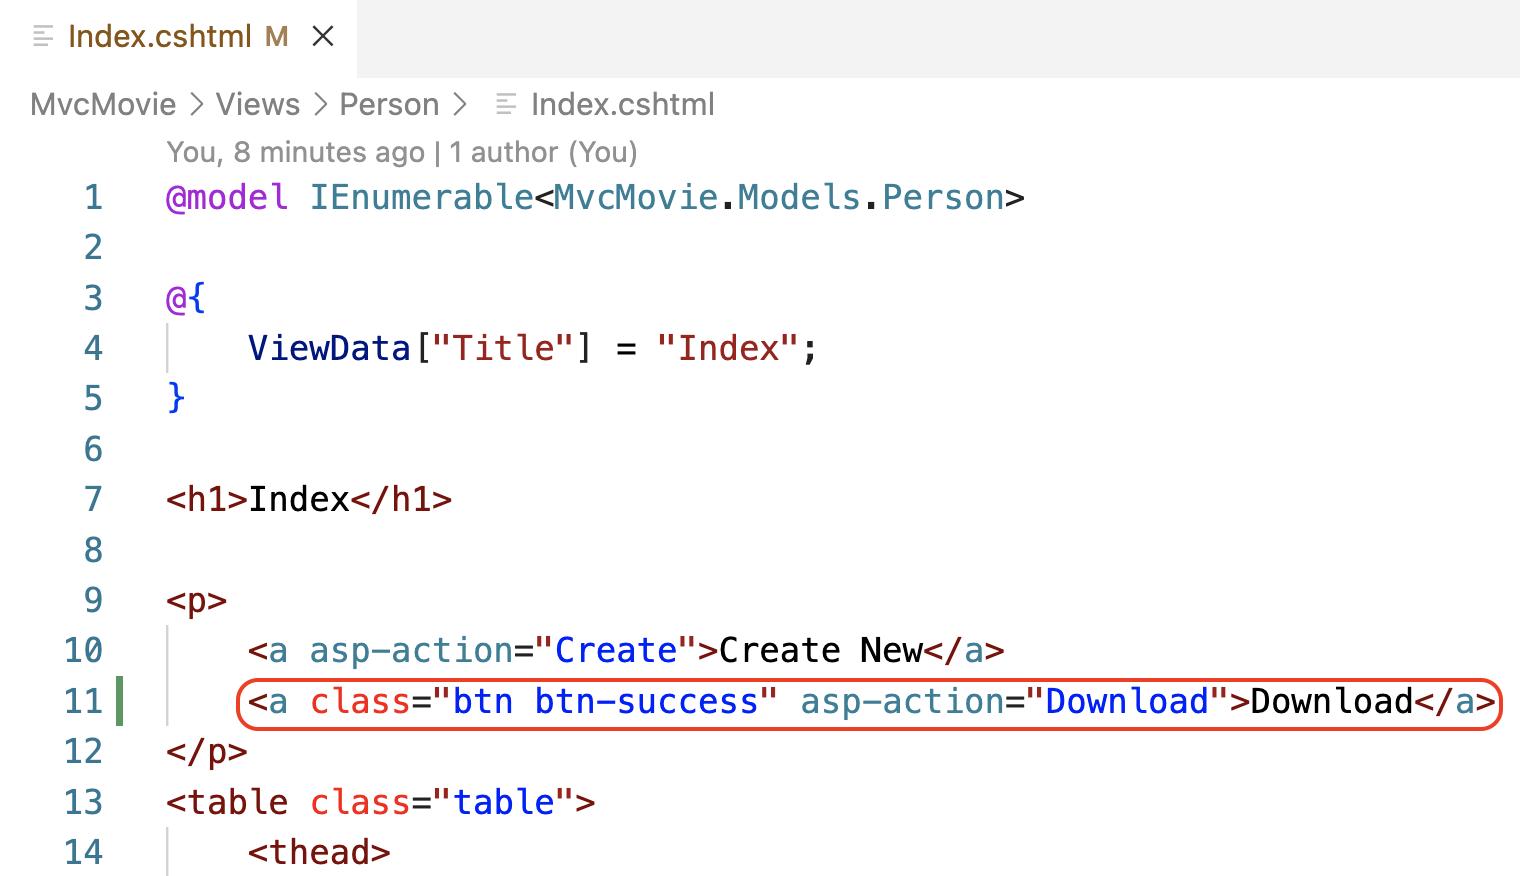 Index.cshtml M
MvcMovie > Views > Person > Index.cshtml
You, 8 minutes ago | 1 author (You)
1 @model IEnumerable<MvcMovie.Models.Person>
2
3 @{
4 ViewData["Title"] = "Index";
5 }
6
7 <h1>Index</h1>
8
9 <p>
10 <a asp-action="Create">Create New</a>
11 <a class="btn btn-success" asp-action="Download">Download</a>
12 </p>
13 <table class="table">
14 <thead>